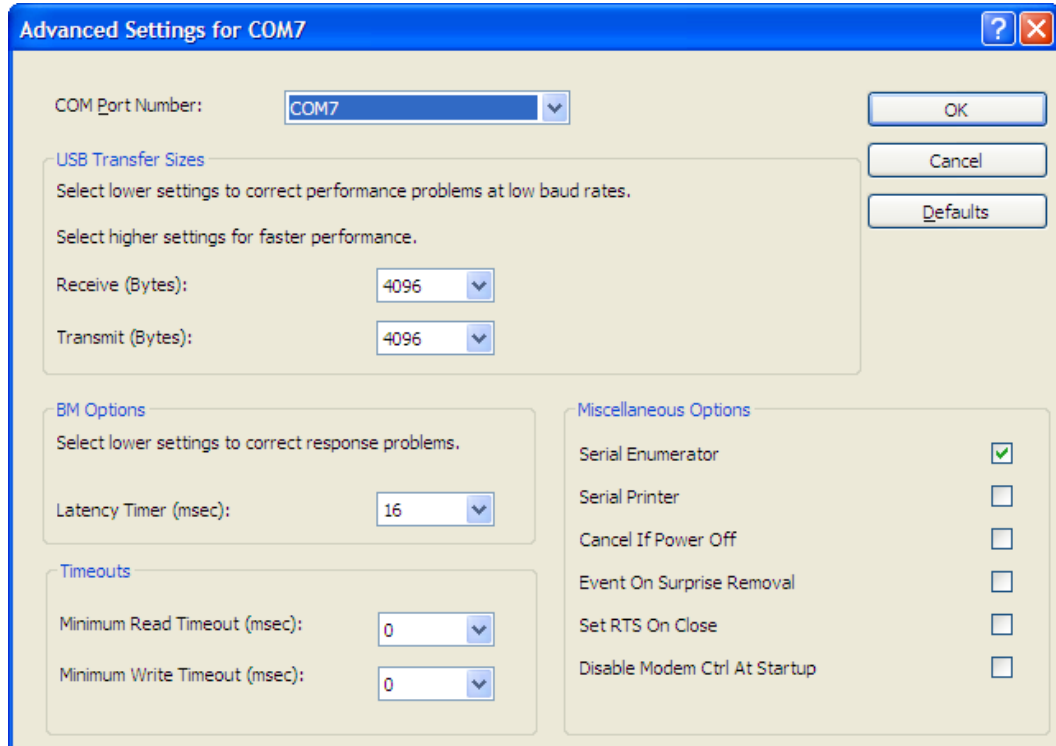 Advanced Settings for COM7
COM Port Number:
COM7
OK
Cancel
Defaults
USB Transfer Sizes
Select lower settings to correct performance problems at low baud rates.
Select higher settings for faster performance.
Receive (Bytes):
4096
Transmit (Bytes):
4096
BM Options
Select lower settings to correct response problems.
Latency Timer (msec):
16
Timeouts
Minimum Read Timeout (msec):
0
Minimum Write Timeout (msec):
0
Miscellaneous Options
Serial Enumerator
Serial Printer
Cancel If Power Off
Event On Surprise Removal
Set RTS On Close
Disable Modem Ctrl At Startup